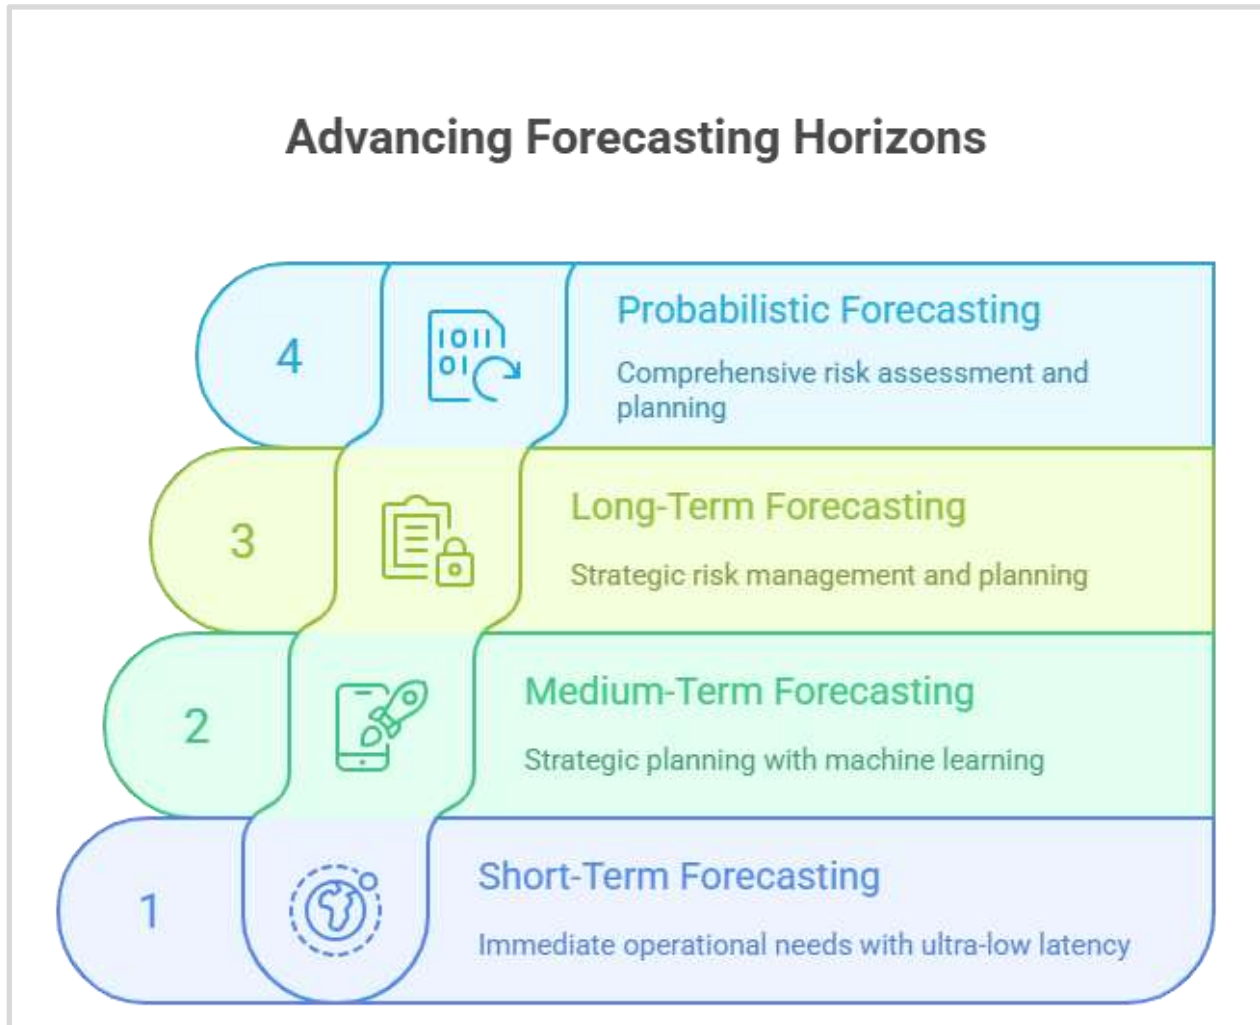 Advancing Forecasting Horizons
4
1011
01
Probabilistic Forecasting
Comprehensive risk assessment and
planning
3
Long-Term Forecasting
Strategic risk management and planning
2
Medium-Term Forecasting
Strategic planning with machine learning
1
Short-Term Forecasting
Immediate operational needs with ultra-low latency